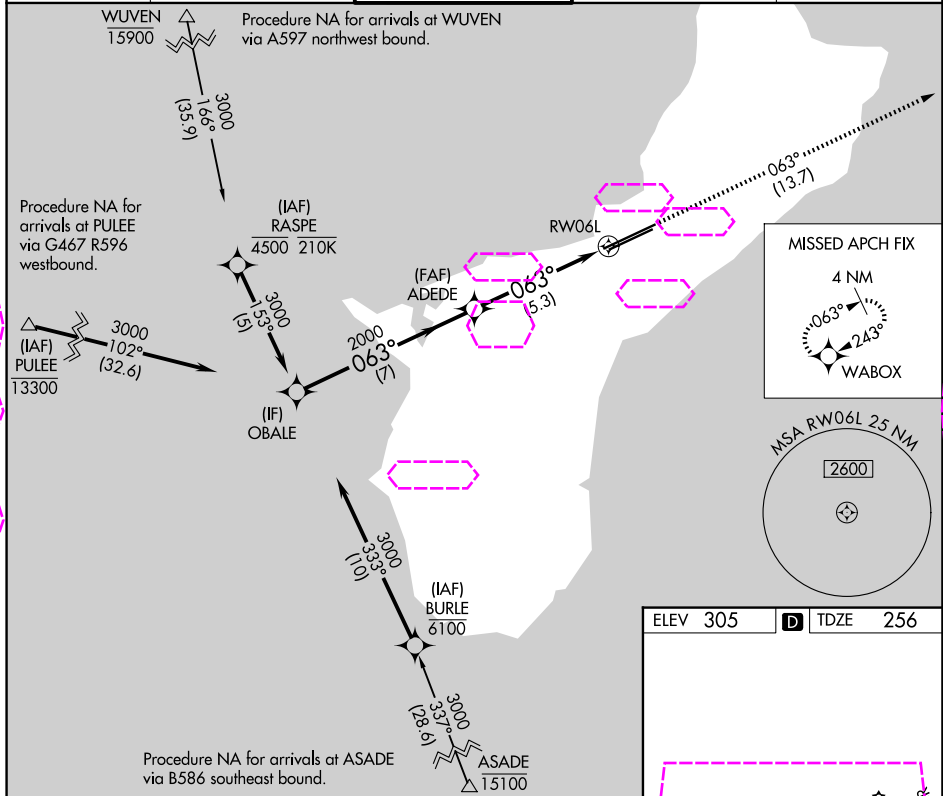 WUVEN
15900
Procedure NA for arrivals at WUVEN
via A597 northwest bound.
3000
166°
(35.9)
063°
(13.7)
Procedure NA for
arrivals at PULEE
via G467 R596
westbound.
(IAF)
RASPE
4500 210K
RW06L
MISSED APCH FIX
4 NM
063°
243°
WABOX
(FAF)
ADEDE
063°
(5.3)
3000
153°
(5)
3000
102°
(32.6)
(IAF)
PULEE
13300
2000
063°
(7)
(IF)
OBALE
MSA RW06L 25 NM
2600
3000
333°
(10)
(IAF)
BURLE
6100
ELEV 305 D TDZE 256
3000
337°
(28.6)
Procedure NA for arrivals at ASADE
via B586 southeast bound.
ASADE
15100